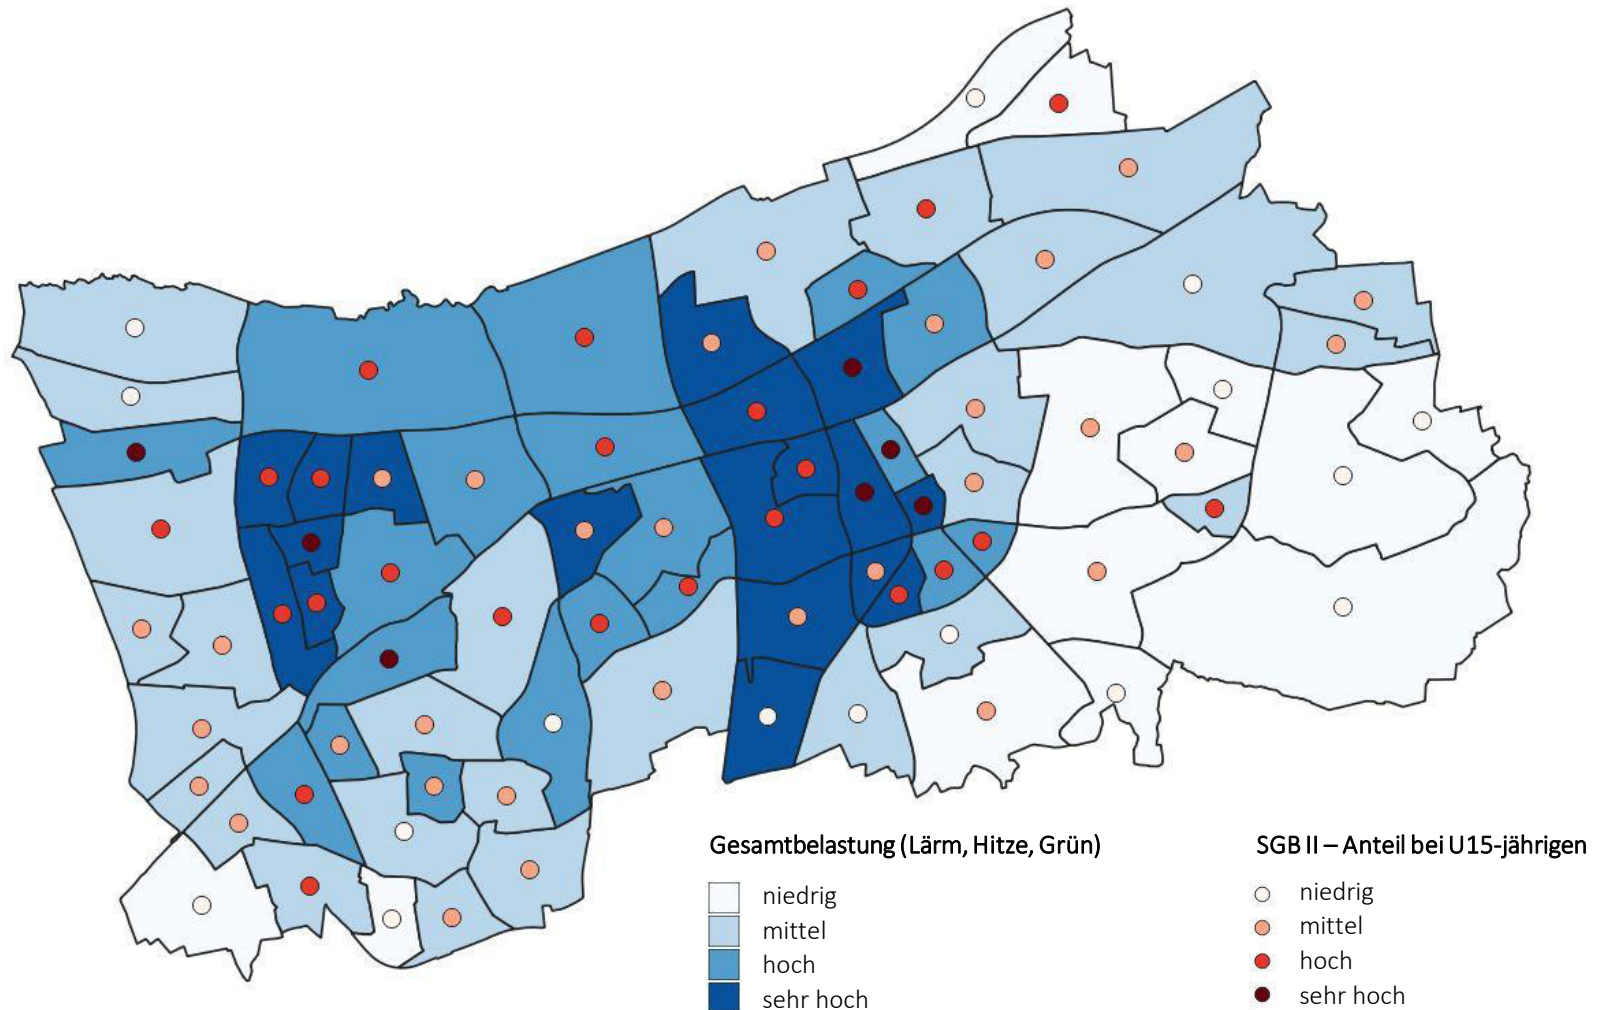 Gesamtbelastung (Lärm, Hitze, Grün)
niedrig
mittel
hoch
sehr hoch
SGB II – Anteil bei U15-jährigen
niedrig
mittel
hoch
sehr hoch